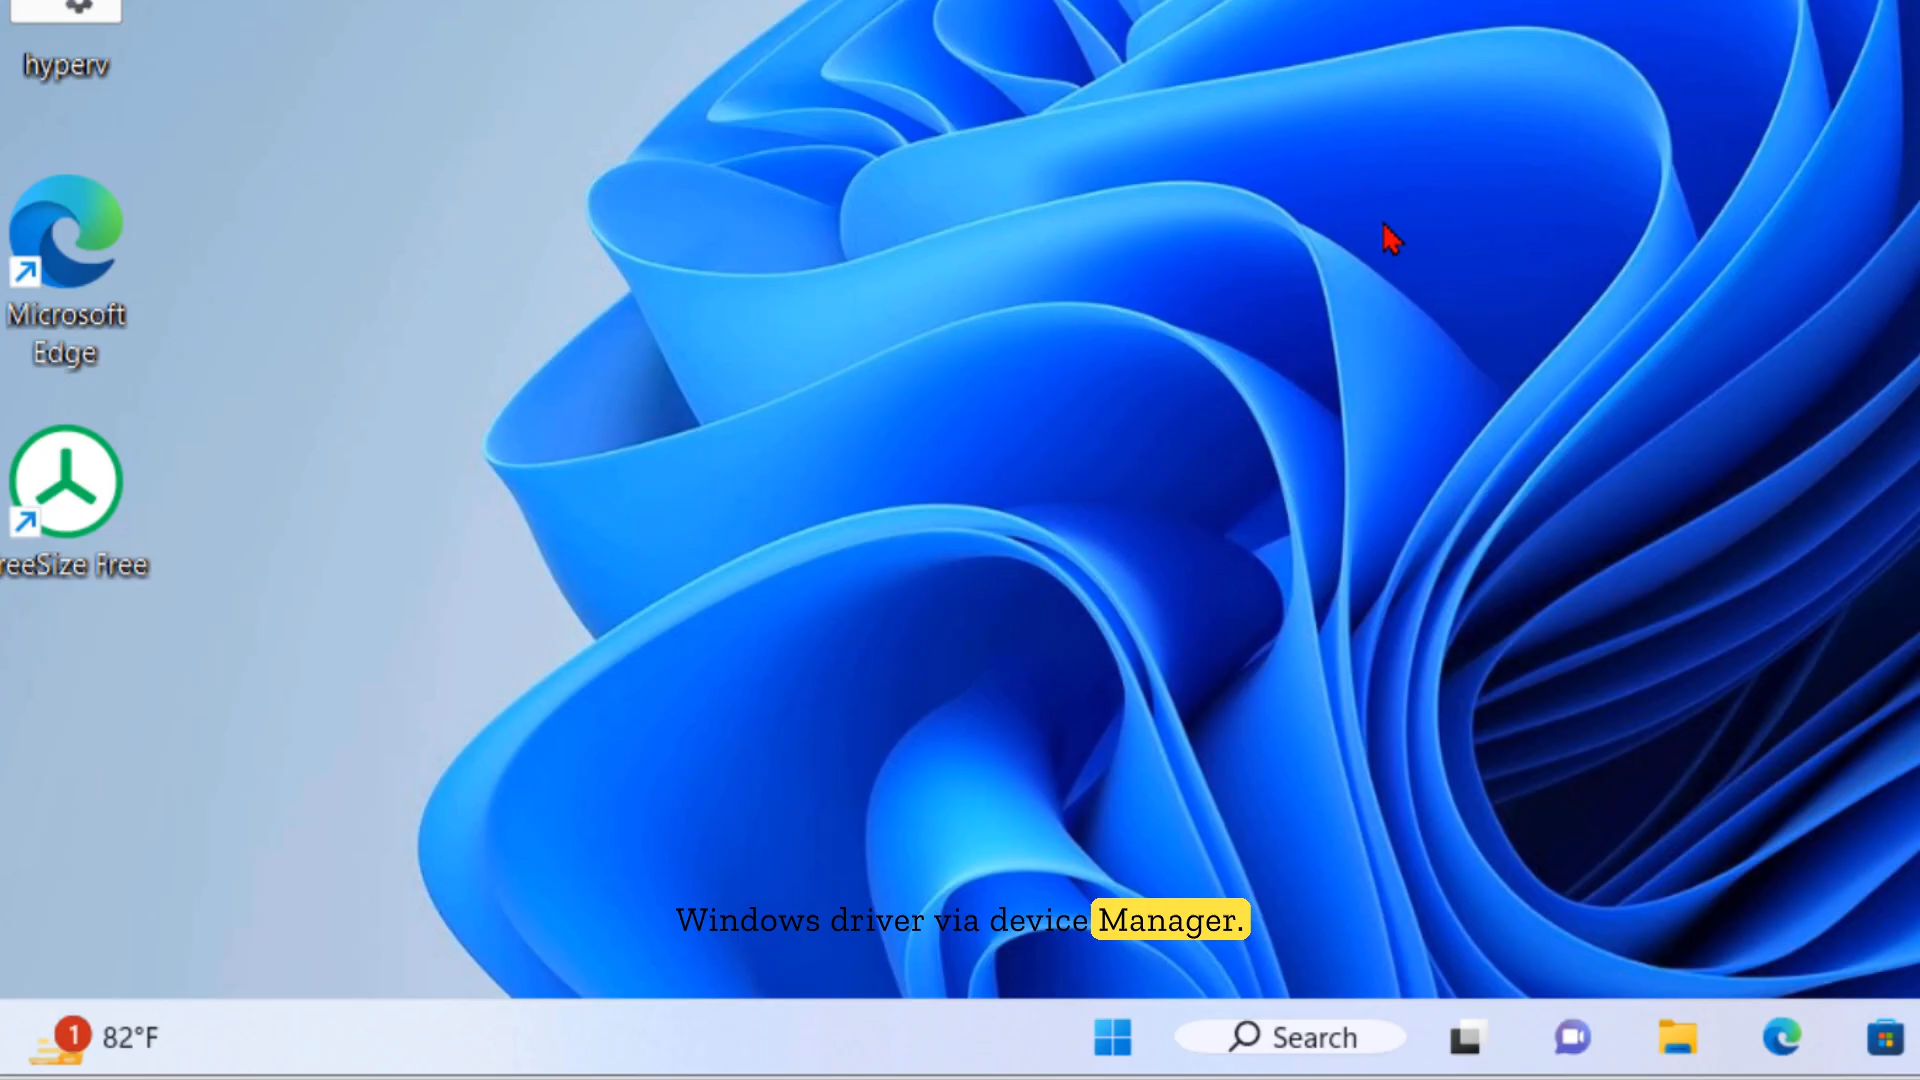 hyperv
Microsoft
Edge
reeSize Free
Windows driver via device Manager.
1
82°F
Search